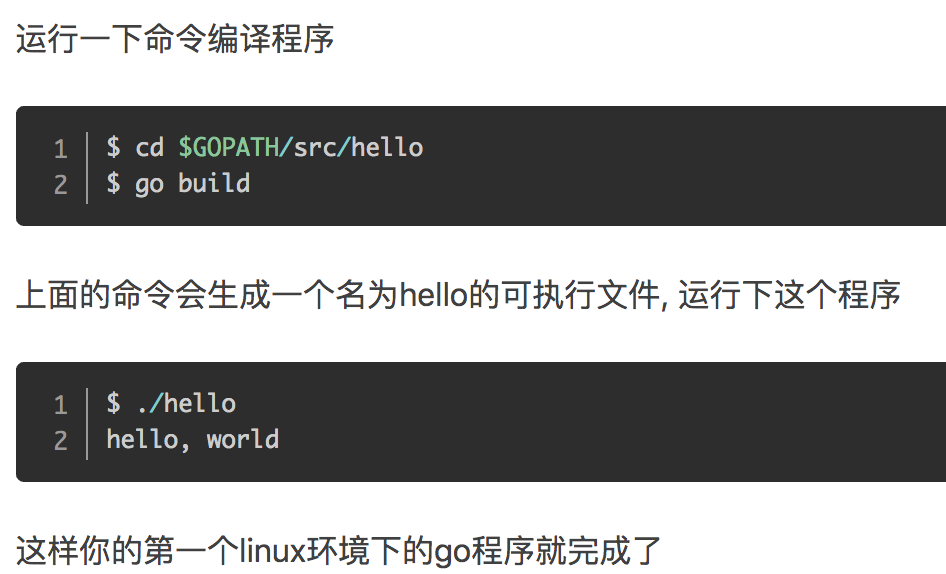 运行一下命令编译程序
1 $ cd $GOPATH/src/hello
2 $ go build
上面的命令会生成一个名为hello的可执行文件, 运行下这个程序
1 $ ./hello
2 hello, world
这样你的第一个linux环境下的go程序就完成了